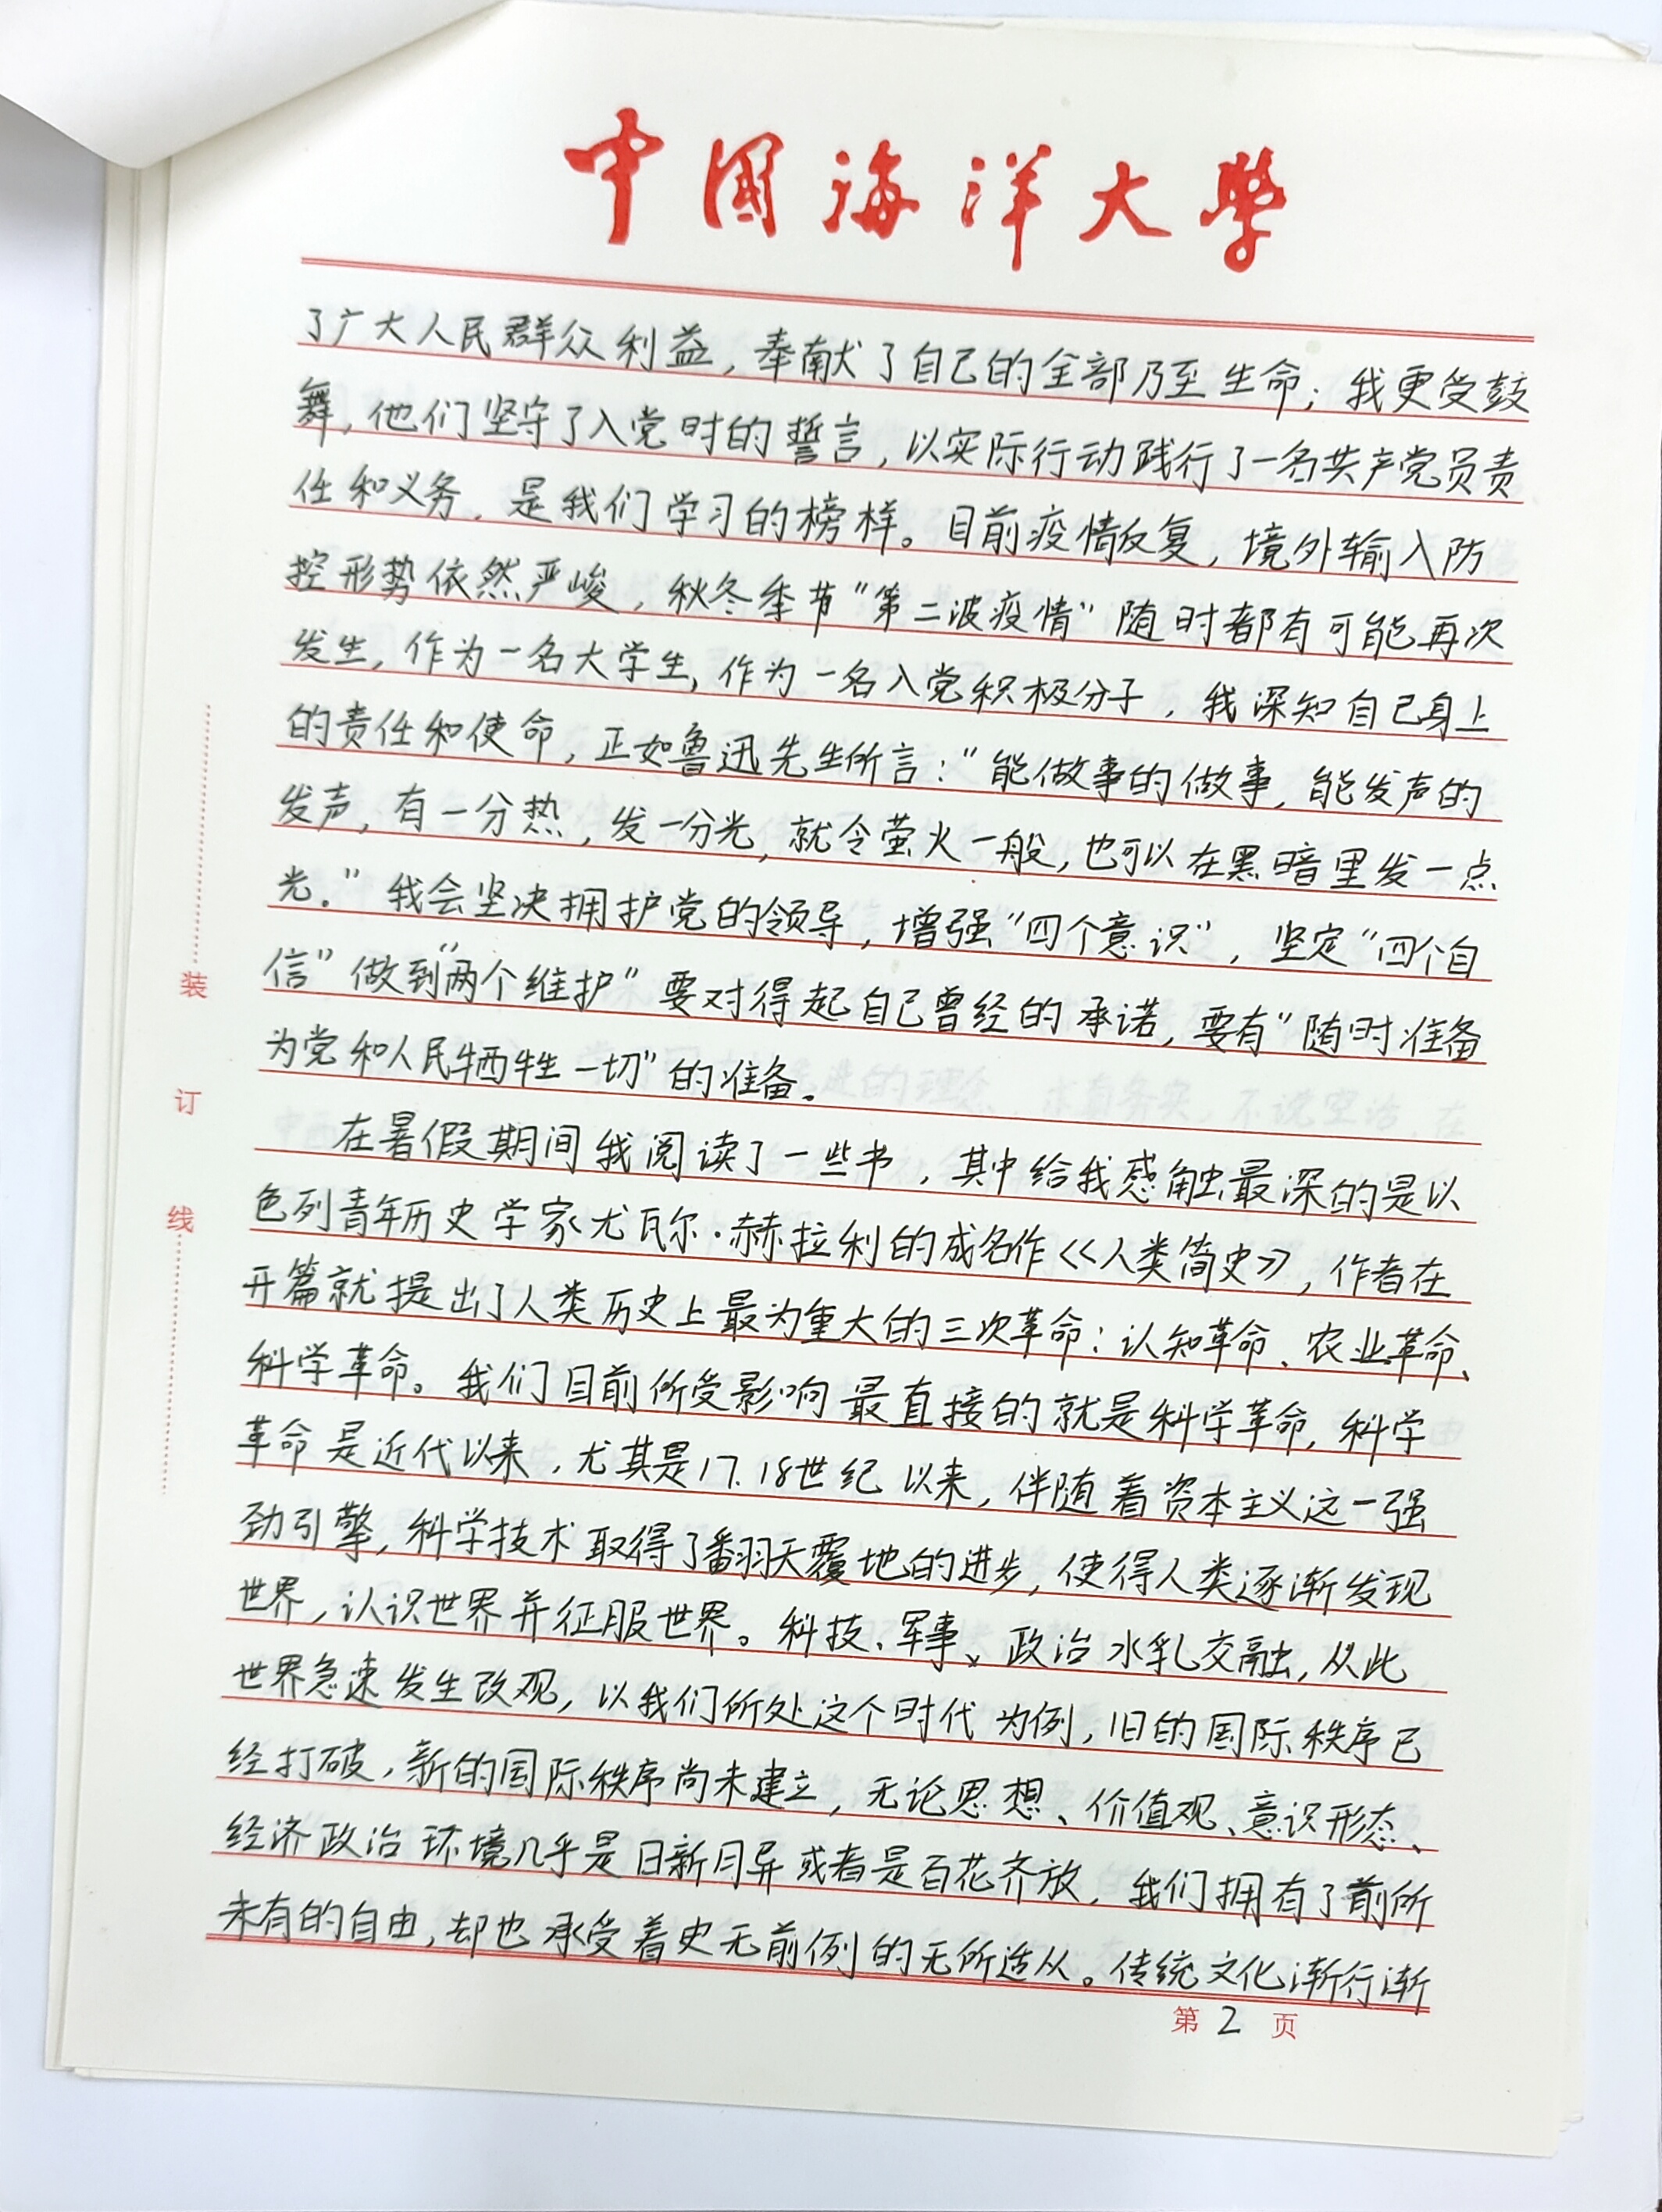 中国海洋大学
了广大人民群众利益，奉献了自己的全部乃至生命；我更受鼓
舞，他们坚守了入党时的誓言，以实际行动践行了一名共产党员责
任和义务，是我们学习的榜样。目前疫情反复，境外输入防
控形势依然严峻，秋冬季节“第二波疫情”随时都有可能再次
发生，作为一名大学生，作为一名入党积极分子，我深知自己身上
的责任和使命，正如鲁迅先生所言：“能做事的做事，能发声的
发声，有一分热，发一分光，就令萤火一般，也可以在黑暗里发一点
光.”我会坚决拥护党的领导，增强“四个意识”，坚定“四个自
信”做到“两个维护”要对得起自己曾经的承诺，要有“随时准备
为党和人民牺牲一切”的准备。
在暑假期间我阅读了一些书，其中给我感触最深的是以
色列青年历史学家尤瓦尔·赫拉利的成名作《人类简史》，作者在
开篇就提出了人类历史上最为重大的三次革命：认知革命、农业革命、
科学革命。我们目前所受影响最直接的就是科学革命，科学
革命是近代以来，尤其是17.18世纪以来，伴随着资本主义这一强
劲引擎，科学技术取得了翻天覆地的进步，使得人类逐渐发现
世界，认识世界并征服世界。科技、军事、政治水乳交融，从此
世界急速发生改观，以我们所处这个时代为例，旧的国际秩序已
经打破，新的国际秩序尚未建立，无论思想、价值观、意识形态、
经济政治环境几乎是日新月异或者是百花齐放，我们拥有了前所
未有的自由，却也承受着史无前例的无所适从。传统文化渐行渐
第2页
装
订
线